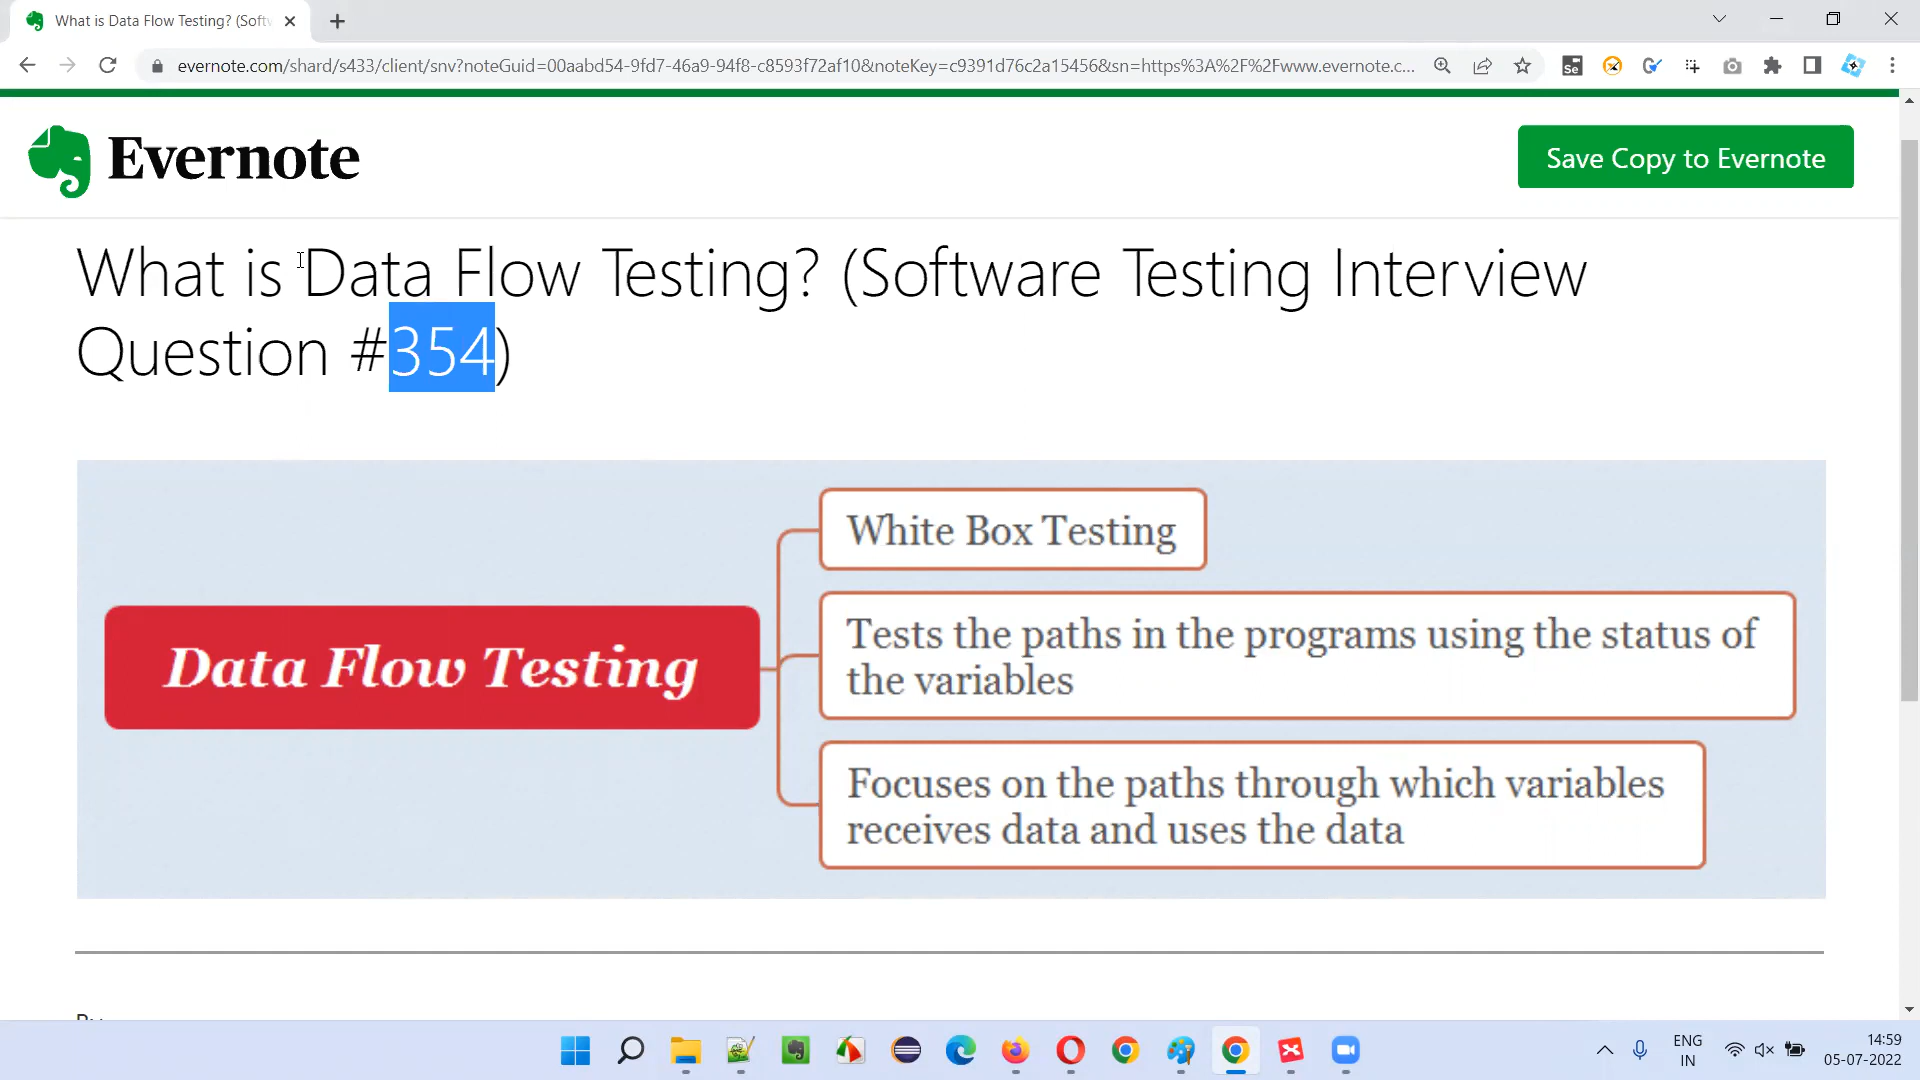 What is Data Flow Testing? (Softw
evernote.com/shard/s433/client/snv?noteGuid=00aabd54-9fd7-46a9-94f8-c8593f72af10&noteKey=c9391d76c2a15456&sn=https%3A%2F%2Fwww.evernote.c...
Evernote
Save Copy to Evernote
What is Data Flow Testing? (Software Testing Interview
Question #354)
White Box Testing
Data Flow Testing
Tests the paths in the programs using the status of
the variables
Focuses on the paths through which variables
receives data and uses the data
ENG
IN
14:59
05-07-2022